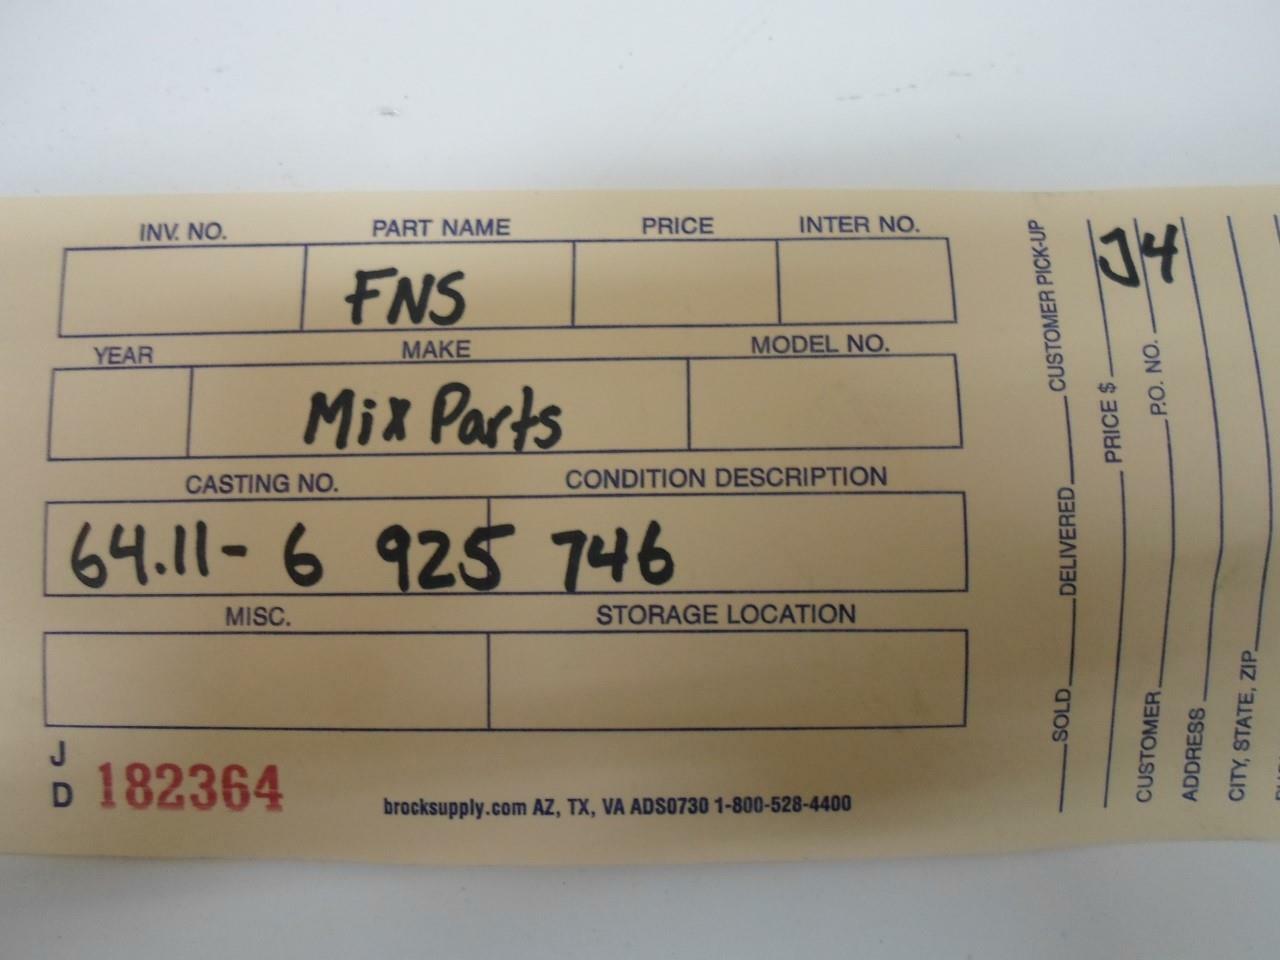 INV. NO. PART NAME PRICE INTER NO.
FNS
YEAR MAKE MODEL NO.
Mix Parts
CASTING NO. CONDITION DESCRIPTION
64.11- 6 925 746
MISC. STORAGE LOCATION
J
D 182364
brocksupply.com AZ, TX, VA ADS0730 1-800-528-4400
SOLD DELIVERED CUSTOMER PICK-UP
PRICE $
J4
CUSTOMER P.O. NO.
ADDRESS
CITY, STATE, ZIP